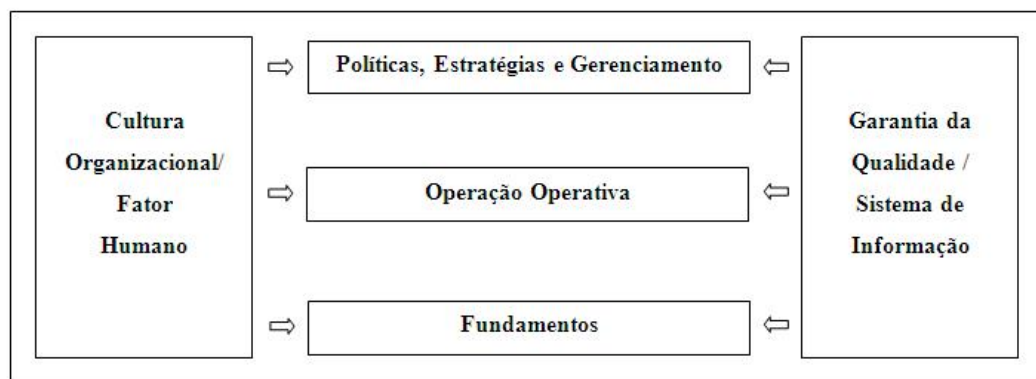 Cultura
Organizacional/
Fator
Humano
Políticas, Estratégias e Gerenciamento
Operação Operativa
Fundamentos
Garantia da
Qualidade /
Sistema de
Informação